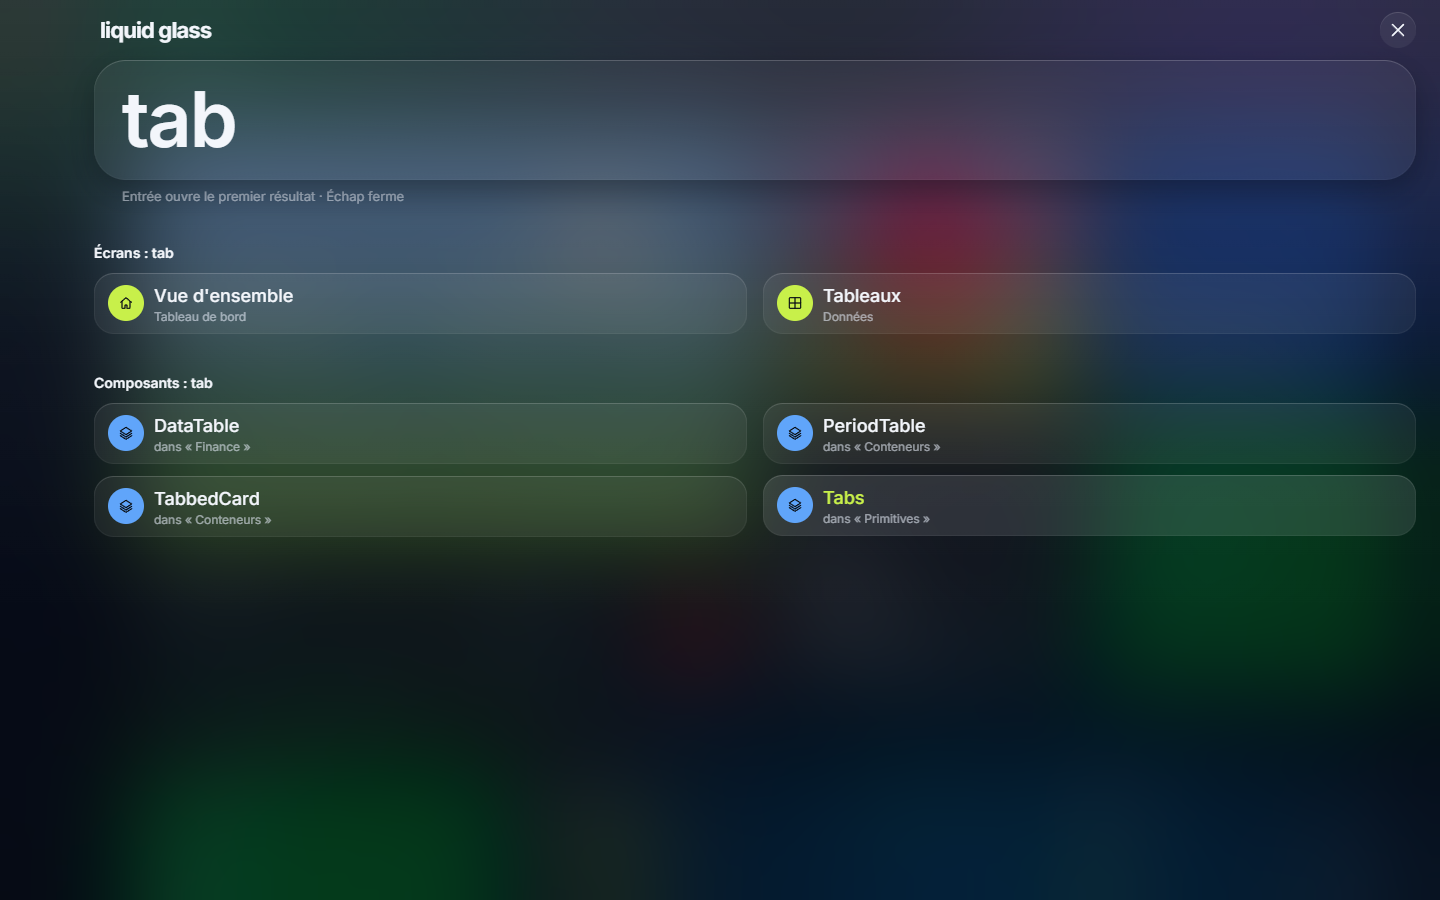 liquid glass
tab
Entrée ouvre le premier résultat · Échap ferme
Écrans : tab
Vue d'ensemble
Tableau de bord
Tableaux
Données
Composants : tab
DataTable
dans « Finance »
PeriodTable
dans « Conteneurs »
TabbedCard
dans « Conteneurs »
Tabs
dans « Primitives »